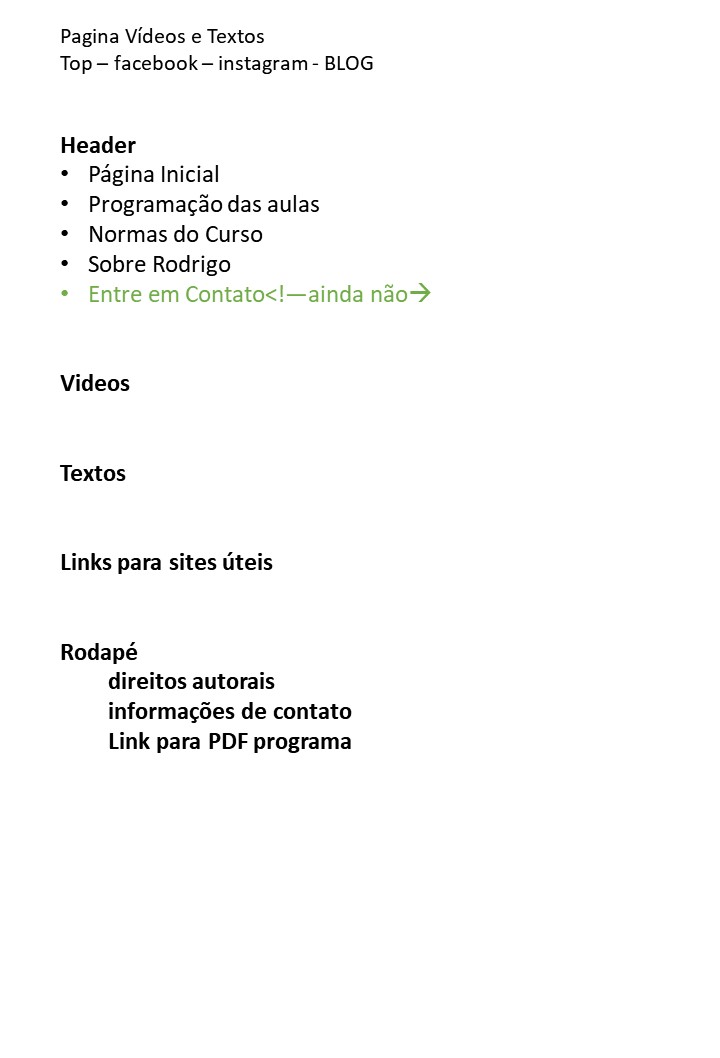 Pagina Vídeos e Textos
Top – facebook – instagram - BLOG
Header
• Página Inicial
• Programação das aulas
• Normas do Curso
• Sobre Rodrigo
• Entre em Contato<!—ainda não→
Videos
Textos
Links para sites úteis
Rodapé
direitos autorais
informações de contato
Link para PDF programa